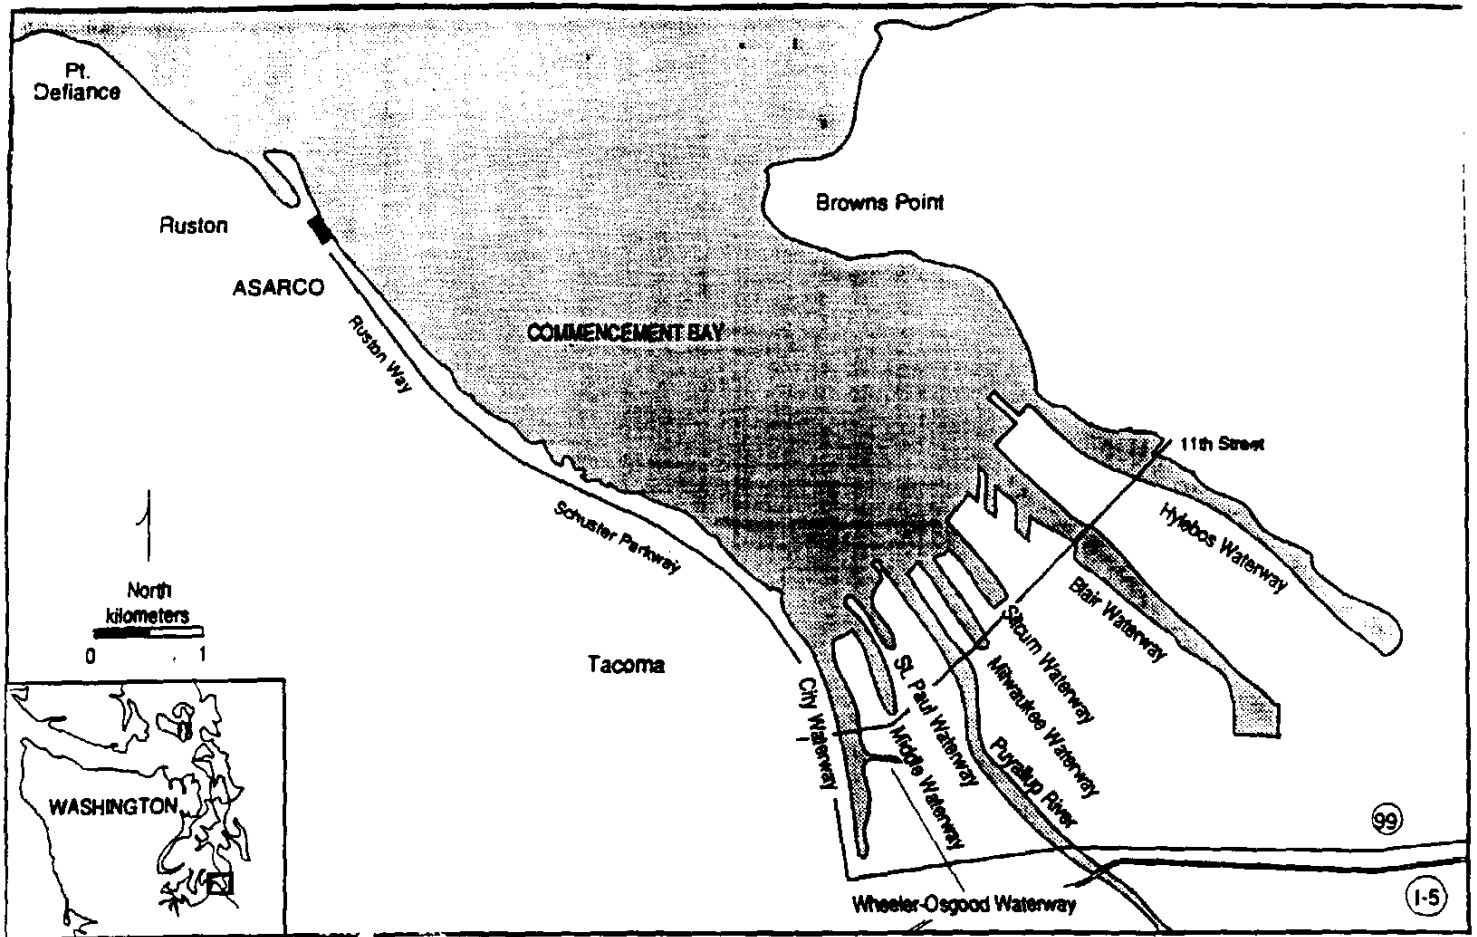 Pt.
Defiance
Browns Point
Ruston
ASARCO
COMMENCEMENT BAY
Ruston Way
11th Street
Schuster Parkway
Hylebos Waterway
Blair Waterway
North
kilometers
0 1
Tacoma
Sitcum Waterway
Milwaukee Waterway
St. Paul Waterway
City Waterway
Middle Waterway
Puyallup River
WASHINGTON
99
I-5
Wheeler-Osgood Waterway